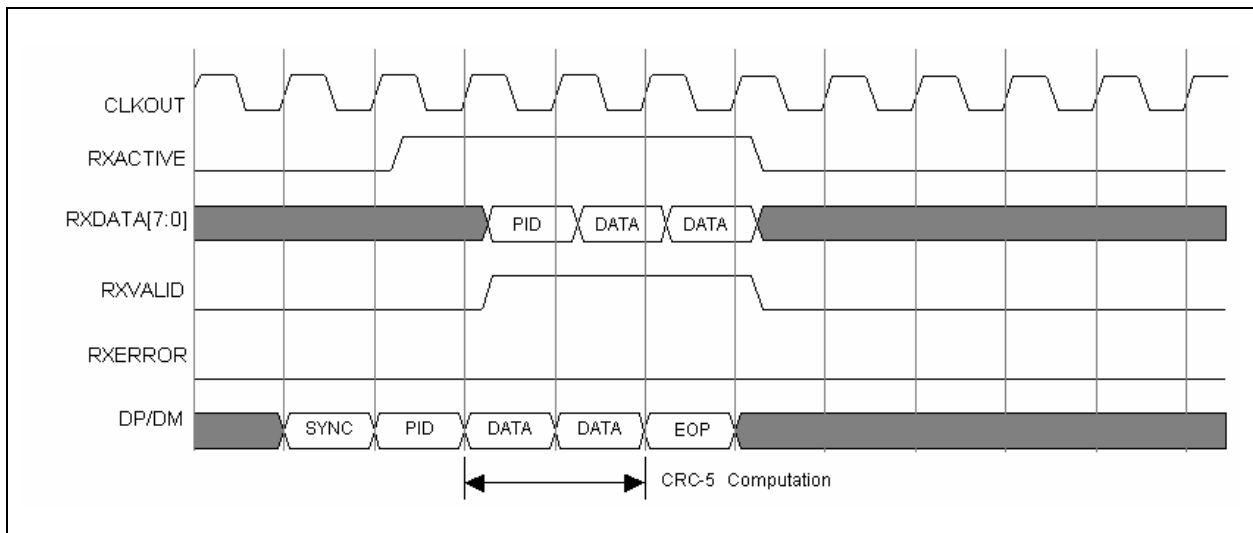 CLKOUT
RXACTIVE
RXDATA[7:0]
PID DATA DATA
RXVALID
RXERROR
DP/DM
SYNC PID DATA DATA EOP
CRC-5 Computation